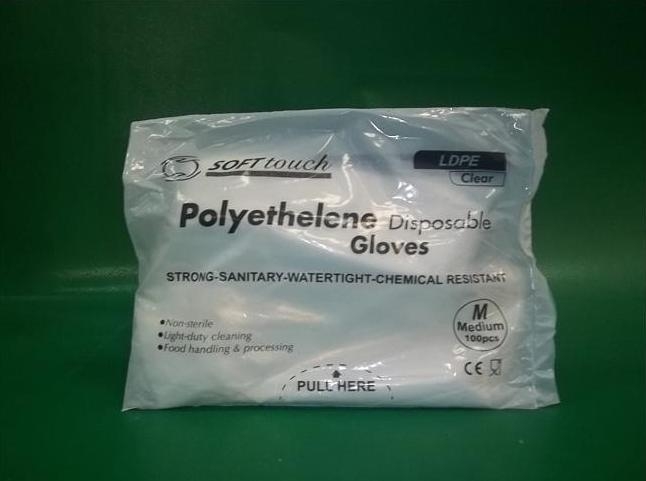 SOFT touch
LDPE
Clear
Polyethelene Disposable
Gloves
STRONG-SANITARY-WATERTIGHT-CHEMICAL RESISTANT
•Non-sterile
•Light-duty cleaning
•Food handling & processing
M
Medium
100pcs
CE
PULL HERE